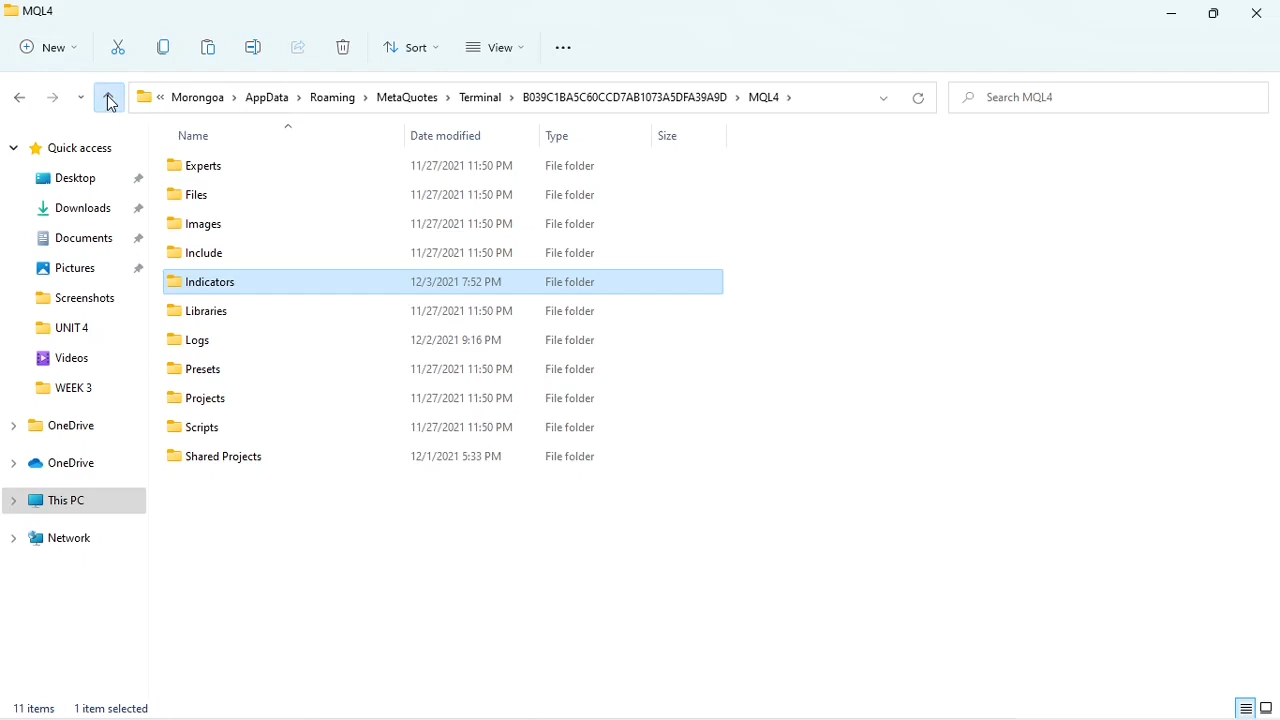 MQL4
New
Sort
View
« Morongoa › AppData › Roaming › MetaQuotes › Terminal › B039C1BA5C60CCD7AB1073A5DFA39A9D › MQL4 ›
Search MQL4
Name Date modified Type Size
Quick access
Desktop
Downloads
Documents
Pictures
Screenshots
UNIT 4
Videos
WEEK 3
OneDrive
OneDrive
This PC
Network
Experts 11/27/2021 11:50 PM File folder
Files 11/27/2021 11:50 PM File folder
Images 11/27/2021 11:50 PM File folder
Include 11/27/2021 11:50 PM File folder
Indicators 12/3/2021 7:52 PM File folder
Libraries 11/27/2021 11:50 PM File folder
Logs 12/2/2021 9:16 PM File folder
Presets 11/27/2021 11:50 PM File folder
Projects 11/27/2021 11:50 PM File folder
Scripts 11/27/2021 11:50 PM File folder
Shared Projects 12/1/2021 5:33 PM File folder
11 items 1 item selected